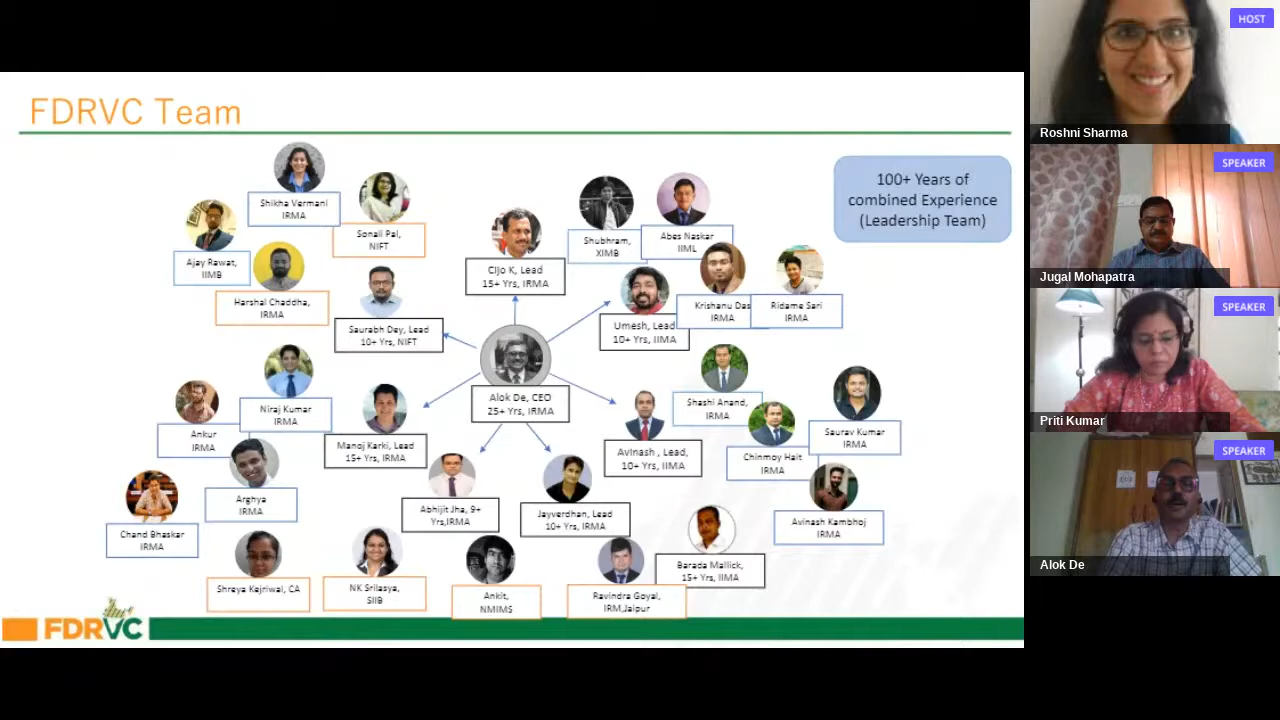 FDRVC Team
100+ Years of
combined Experience
(Leadership Team)
Shikha Vermani
IRMA
Sonali Pal,
NIFT
Ajay Rawat,
IIMB
Harshal Chaddha,
IRMA
Saurabh Dey, Lead
10+ Yrs, NIFT
Cijo K, Lead
15+ Yrs, IRMA
Shubhram,
XIMB
Abes Naskar
IIML
Umesh, Lead
10+ Yrs, IIMA
Krishanu Das
IRMA
Ridame Sari
IRMA
Alok De, CEO
25+ Yrs, IRMA
Niraj Kumar
IRMA
Ankur
IRMA
Manoj Karki, Lead
15+ Yrs, IRMA
Arghya
IRMA
Chand Bhaskar
IRMA
Shashi Anand,
IRMA
Avinash , Lead,
10+ Yrs, IIMA
Chinmoy Hait
IRMA
Saurav Kumar
IRMA
Avinash Kambhoj
IRMA
Abhijit Jha, 9+
Yrs,IRMA
Jayverdhan, Lead
10+ Yrs, IRMA
Barada Mallick,
15+ Yrs, IIMA
Shreya Kejriwal, CA
NK Srilasya,
SIIB
Ankit,
NMIMS
Ravindra Goyal,
IRM,Jaipur
FDRVC
HOST
Roshni Sharma
SPEAKER
Jugal Mohapatra
SPEAKER
Priti Kumar
SPEAKER
Alok De